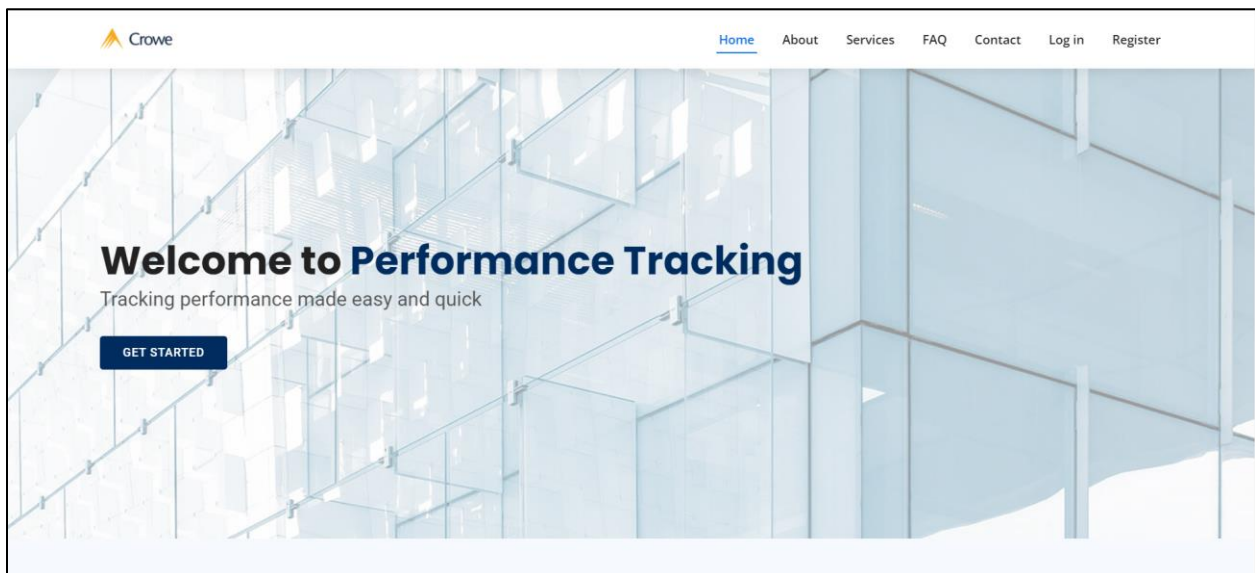 Crowe
Home About Services FAQ Contact Log in Register
Welcome to Performance Tracking
Tracking performance made easy and quick
GET STARTED